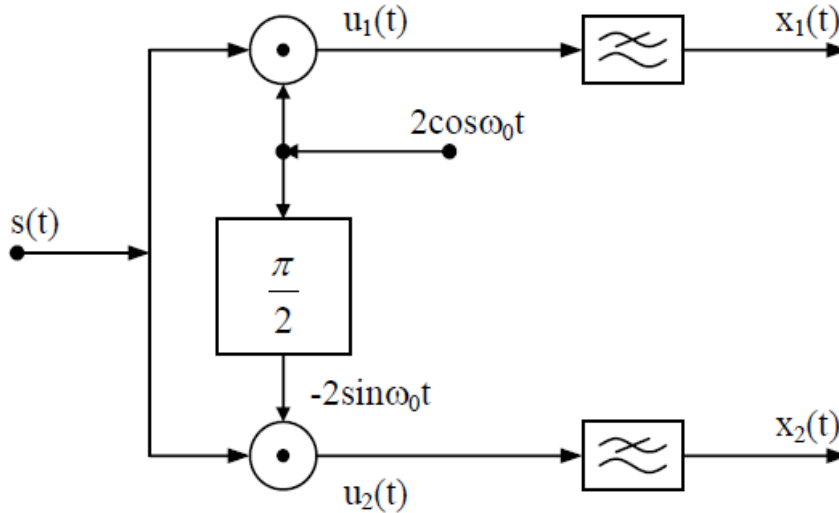 u₁(t)
x₁(t)
2cosω₀t
s(t)
π
2
-2sinω₀t
x₂(t)
u₂(t)